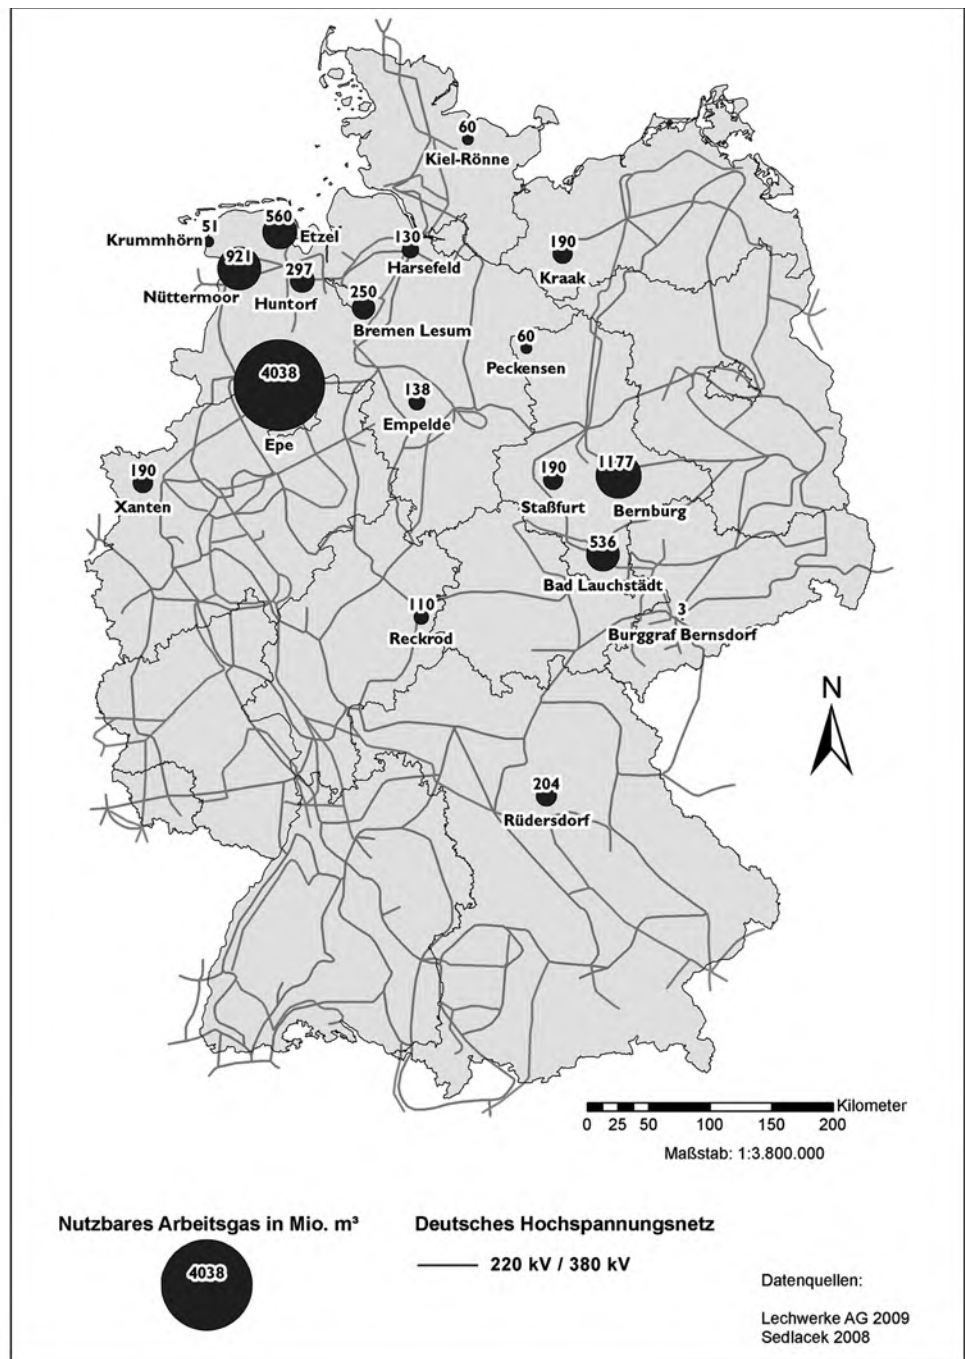 60
Kiel-Rönne
51
560
Krummhörn
Etzel
130
190
921
297
Harsefeld
Kraak
Nüttermoor
Huntorf
250
Bremen Lesum
60
Peckensen
4038
138
Empelde
Epe
190
Xanten
190
1177
Staßfurt
Bernburg
536
Bad Lauchstädt
110
Reckrod
3
Burggraf Bernsdorf
N
204
Rüdersdorf
Kilometer
0 25 50 100 150 200
Maßstab: 1:3.800.000
Nutzbares Arbeitsgas in Mio. m³
Deutsches Hochspannungsnetz
4038
220 kV / 380 kV
Datenquellen:
Lechwerke AG 2009
Sedlacek 2008